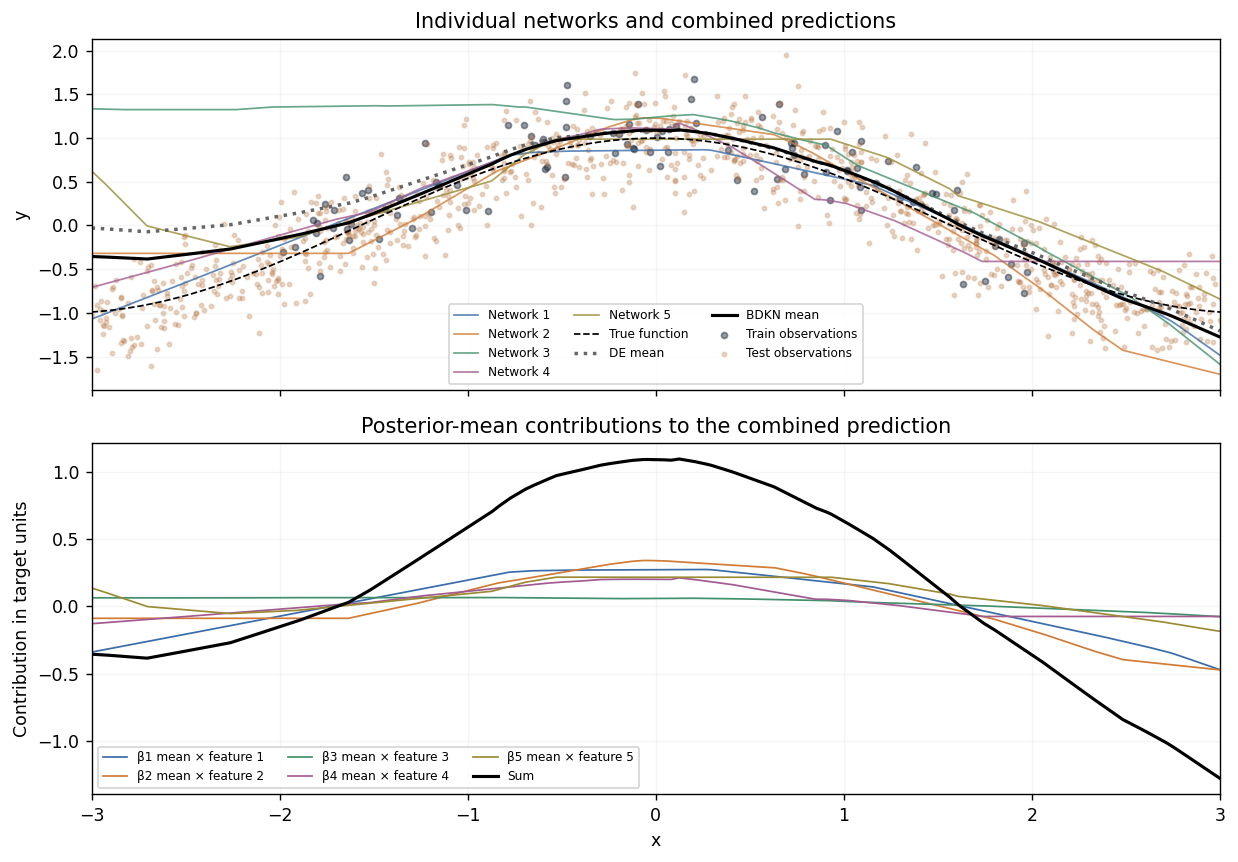 Individual networks and combined predictions
2.0
1.5
1.0
0.5
0.0
−0.5
−1.0
−1.5
y
Network 1
Network 2
Network 3
Network 4
Network 5
True function
DE mean
BDKN mean
Train observations
Test observations
Posterior-mean contributions to the combined prediction
1.0
0.5
0.0
−0.5
−1.0
Contribution in target units
β1 mean × feature 1
β2 mean × feature 2
β3 mean × feature 3
β4 mean × feature 4
β5 mean × feature 5
Sum
−3
−2
−1
0
1
2
3
x